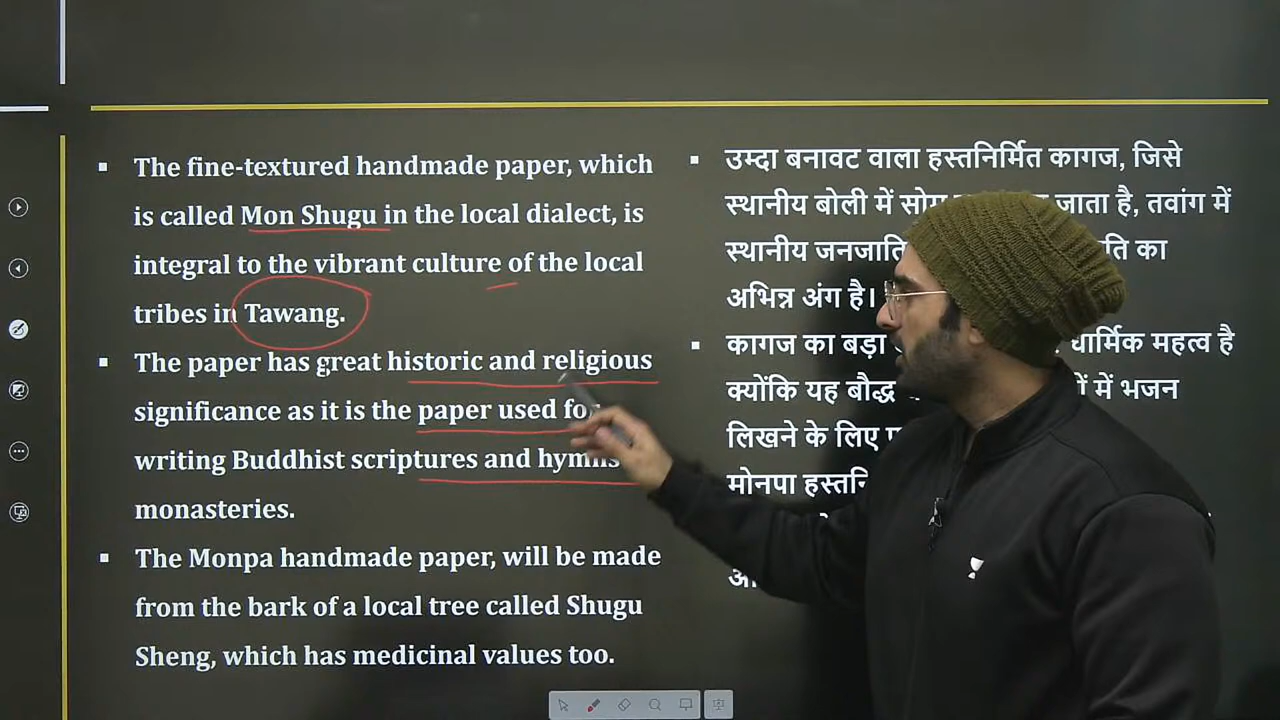 The fine-textured handmade paper, which
is called Mon Shugu in the local dialect, is
integral to the vibrant culture of the local
tribes in Tawang.
The paper has great historic and religious
significance as it is the paper used for
writing Buddhist scriptures and hymns
monasteries.
The Monpa handmade paper, will be made
from the bark of a local tree called Shugu
Sheng, which has medicinal values too.
उम्दा बनावट वाला हस्तनिर्मित कागज, जिसे
स्थानीय बोली में जाता है, तवांग में
स्थानीय का
अभिन्न अंग है।
कागज का बड़ा धार्मिक महत्व है
क्योंकि यह बौद्ध में भजन
लिखने के लिए
मोनपा